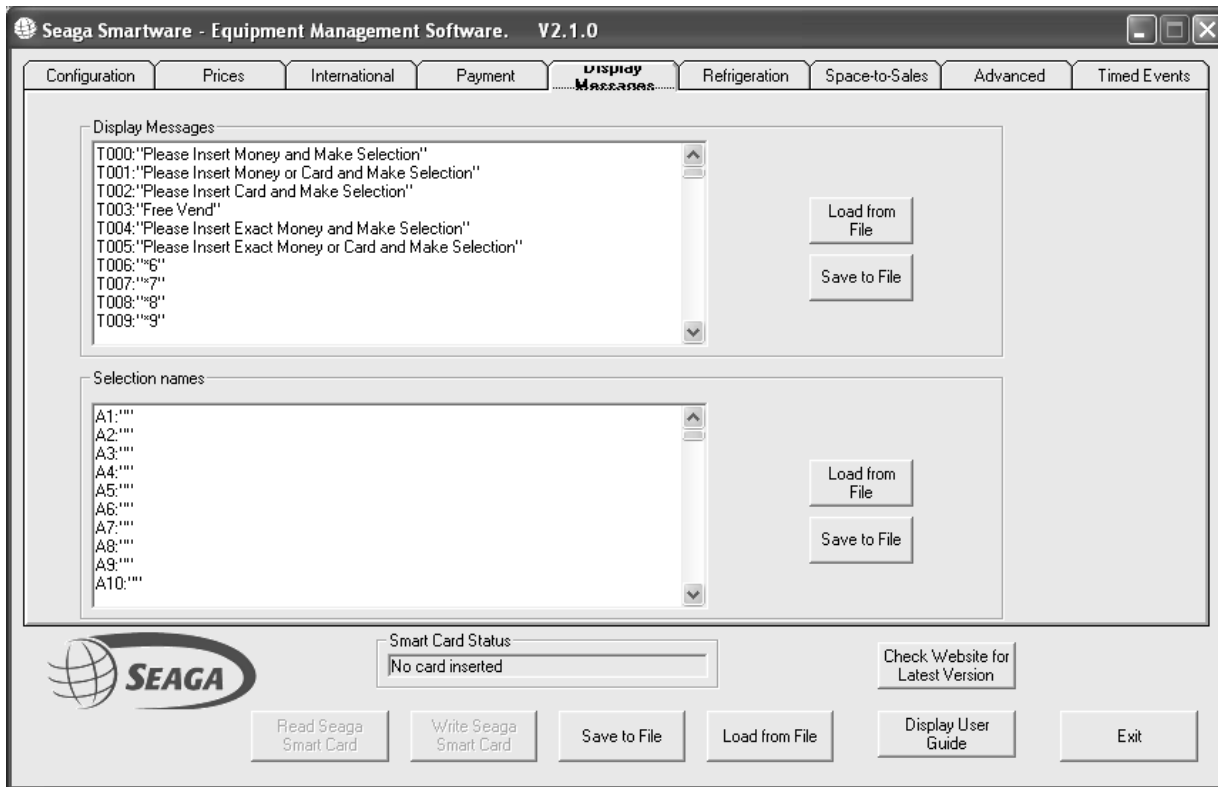 Seaga Smartware - Equipment Management Software. V2.1.0
Configuration Prices International Payment Display Messages Refrigeration Space-to-Sales Advanced Timed Events
Display Messages
T000:"Please Insert Money and Make Selection"
T001:"Please Insert Money or Card and Make Selection"
T002:"Please Insert Card and Make Selection"
T003:"Free Vend"
T004:"Please Insert Exact Money and Make Selection"
T005:"Please Insert Exact Money or Card and Make Selection"
T006:"*6"
T007:"*7"
T008:"*8"
T009:"*9"
Load from
File
Save to File
Selection names
A1:""
A2:""
A3:""
A4:""
A5:""
A6:""
A7:""
A8:""
A9:""
A10:""
Load from
File
Save to File
SEAGA
Smart Card Status
No card inserted
Check Website for
Latest Version
Read Seaga
Smart Card
Write Seaga
Smart Card
Save to File
Load from File
Display User
Guide
Exit